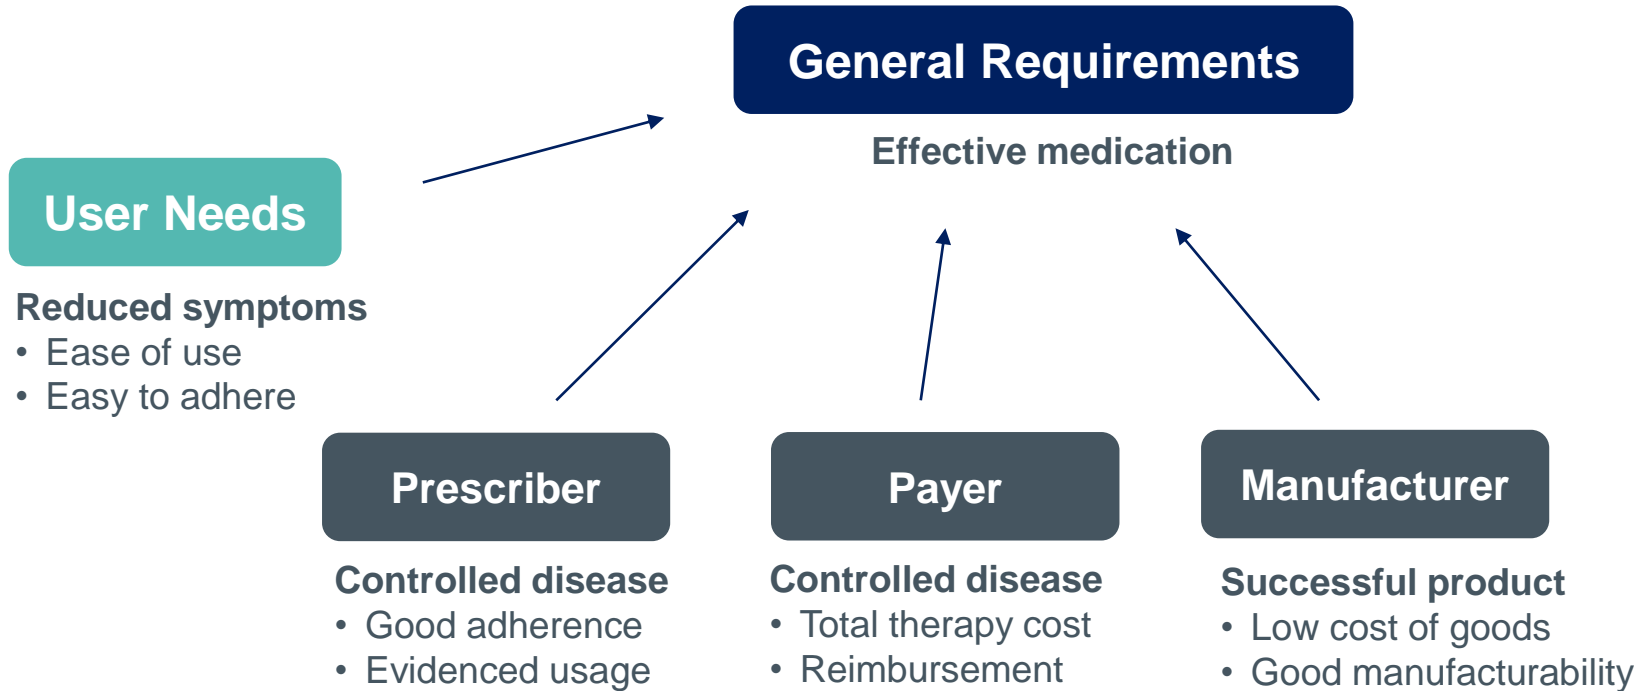 General Requirements
Effective medication
User Needs
Reduced symptoms
• Ease of use
• Easy to adhere
Prescriber
Controlled disease
• Good adherence
• Evidenced usage
Payer
Controlled disease
• Total therapy cost
• Reimbursement
Manufacturer
Successful product
• Low cost of goods
• Good manufacturability